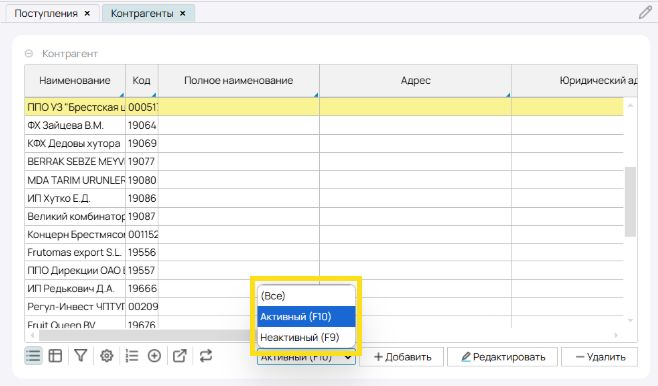 Поступления × Контрагенты ×
Контрагент
Наименование Код Полное наименование Адрес Юридический ад
ППО УЗ "Брестская ц 000517
ФХ Зайцева В.М. 19064
КФХ Дедовы хутора 19069
BERRAK SEBZE MEYV 19077
MDA TARIM URUNLER 19080
ИП Хутко Е.Д. 19086
Великий комбинатор 19087
Концерн Брестмясом 001152
Frutomas export S.L. 19556
ППО Дирекции ОАО Б 19557
ИП Редькович Д.А. 19666
Регул-Инвест ЧПТУП 00209
Fruit Queen BV 19676
(Все)
Активный (F10)
Неактивный (F9)
Активный (F10) + Добавить Редактировать − Удалить